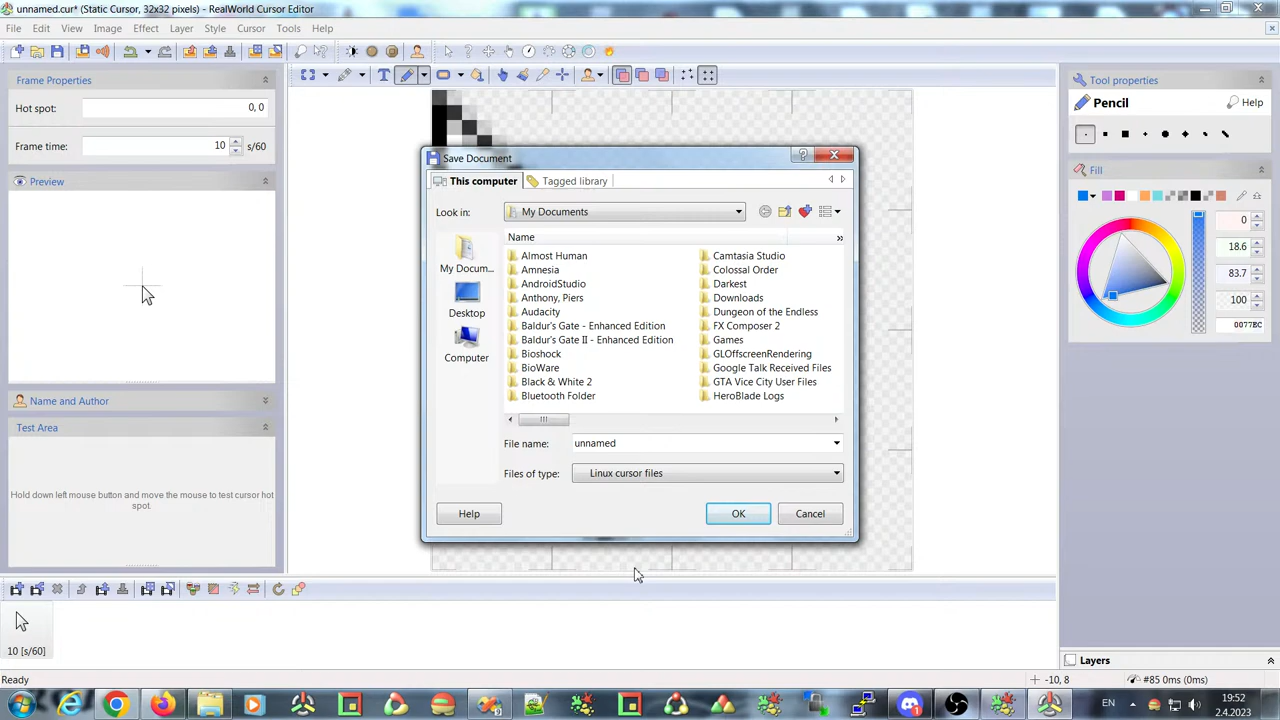 unnamed.cur* (Static Cursor, 32x32 pixels) - RealWorld Cursor Editor
File Edit View Image Effect Layer Style Cursor Tools Help
Frame Properties
Hot spot: 0, 0
Frame time: 10 s/60
Preview
Name and Author
Test Area
Hold down left mouse button and move the mouse to test cursor hot
spot.
10 [s/60]
Save Document
This computer Tagged library
Look in: My Documents
My Docum...
Desktop
Computer
Name
Almost Human
Amnesia
AndroidStudio
Anthony, Piers
Audacity
Baldur's Gate - Enhanced Edition
Baldur's Gate II - Enhanced Edition
Bioshock
BioWare
Black & White 2
Bluetooth Folder
Camtasia Studio
Colossal Order
Darkest
Downloads
Dungeon of the Endless
FX Composer 2
Games
GLOffscreenRendering
Google Talk Received Files
GTA Vice City User Files
HeroBlade Logs
File name: unnamed
Files of type: Linux cursor files
Help OK Cancel
Tool properties
Pencil Help
Fill
0
18.6
83.7
100
0077EC
Layers
Ready -10, 8 #85 0ms (0ms)
EN 19:52
2.4.2023